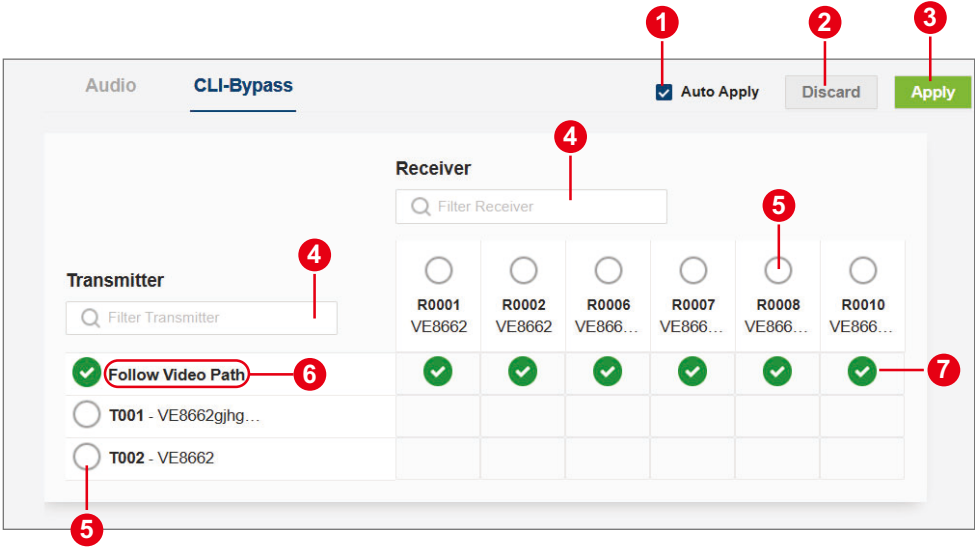 1 2 3
Audio CLI-Bypass Auto Apply Discard Apply
4
Receiver
Filter Receiver
5
4
Transmitter
Filter Transmitter
R0001 R0002 R0006 R0007 R0008 R0010
VE8662 VE8662 VE866... VE866... VE866... VE866...
Follow Video Path 6 7
T001 - VE8662gjhg...
T002 - VE8662
5